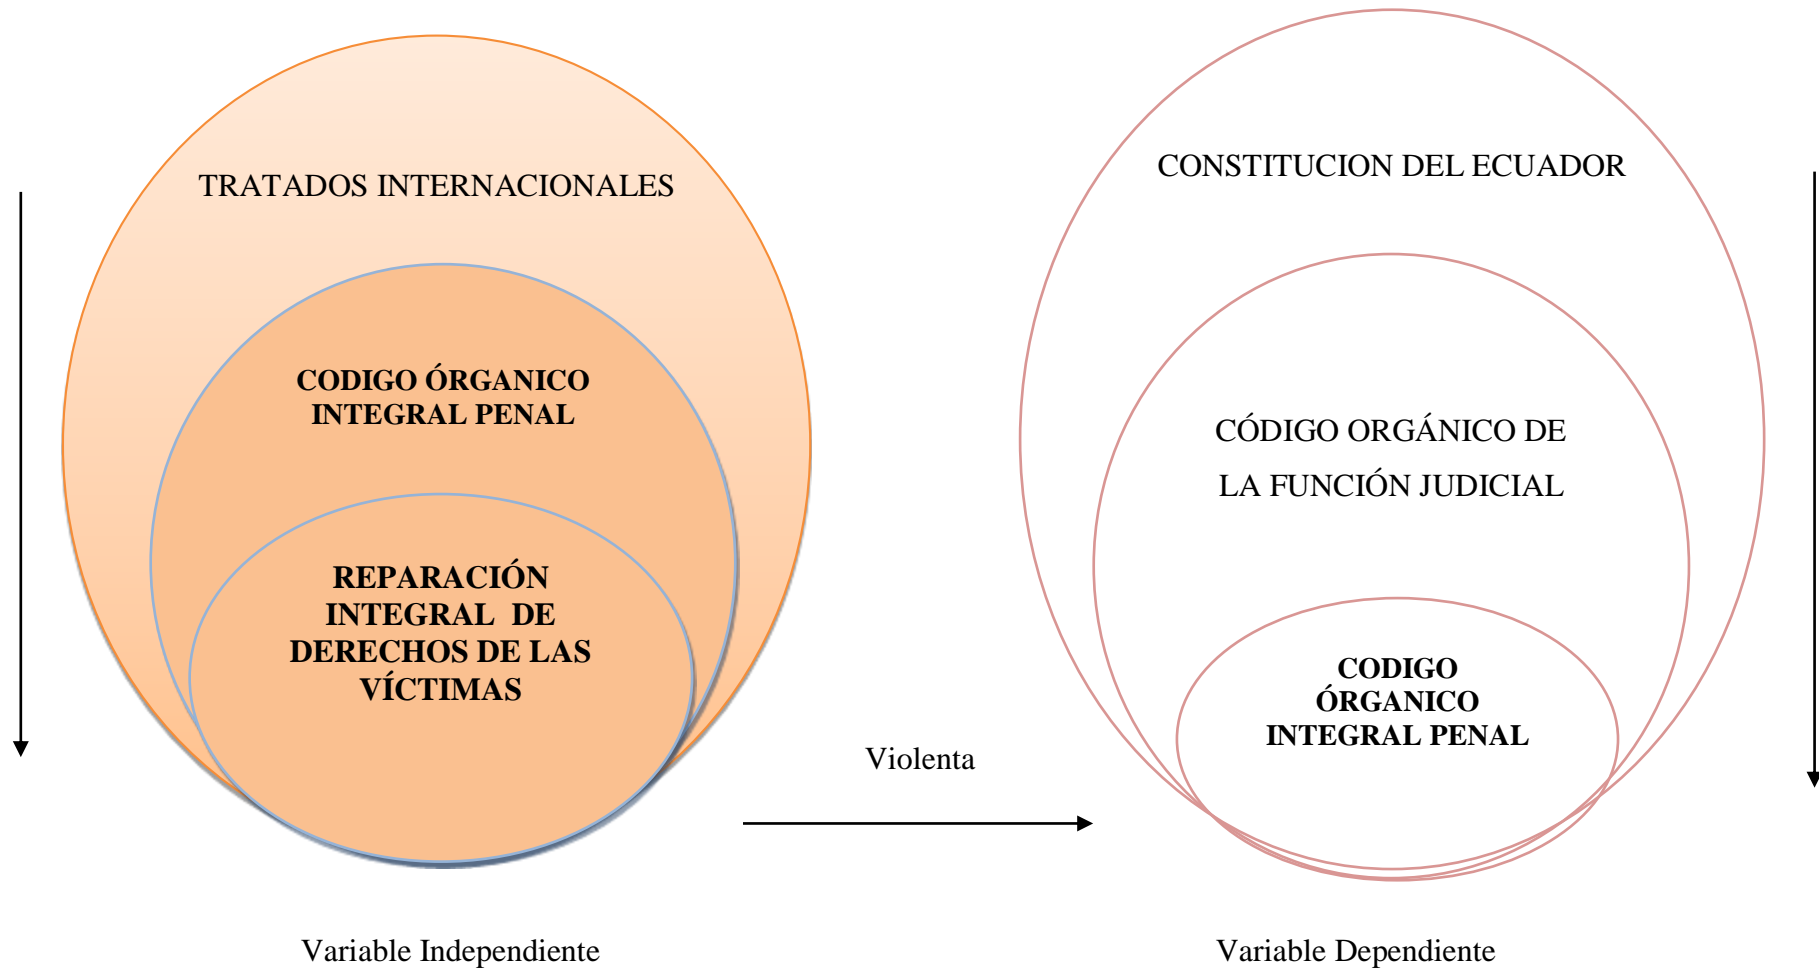 TRATADOS INTERNACIONALES
CODIGO ÓRGANICO
INTEGRAL PENAL
REPARACIÓN
INTEGRAL DE
DERECHOS DE LAS
VÍCTIMAS
Violenta
CONSTITUCION DEL ECUADOR
CÓDIGO ORGÁNICO DE
LA FUNCIÓN JUDICIAL
CODIGO
ÓRGANICO
INTEGRAL PENAL
Variable Independiente
Variable Dependiente